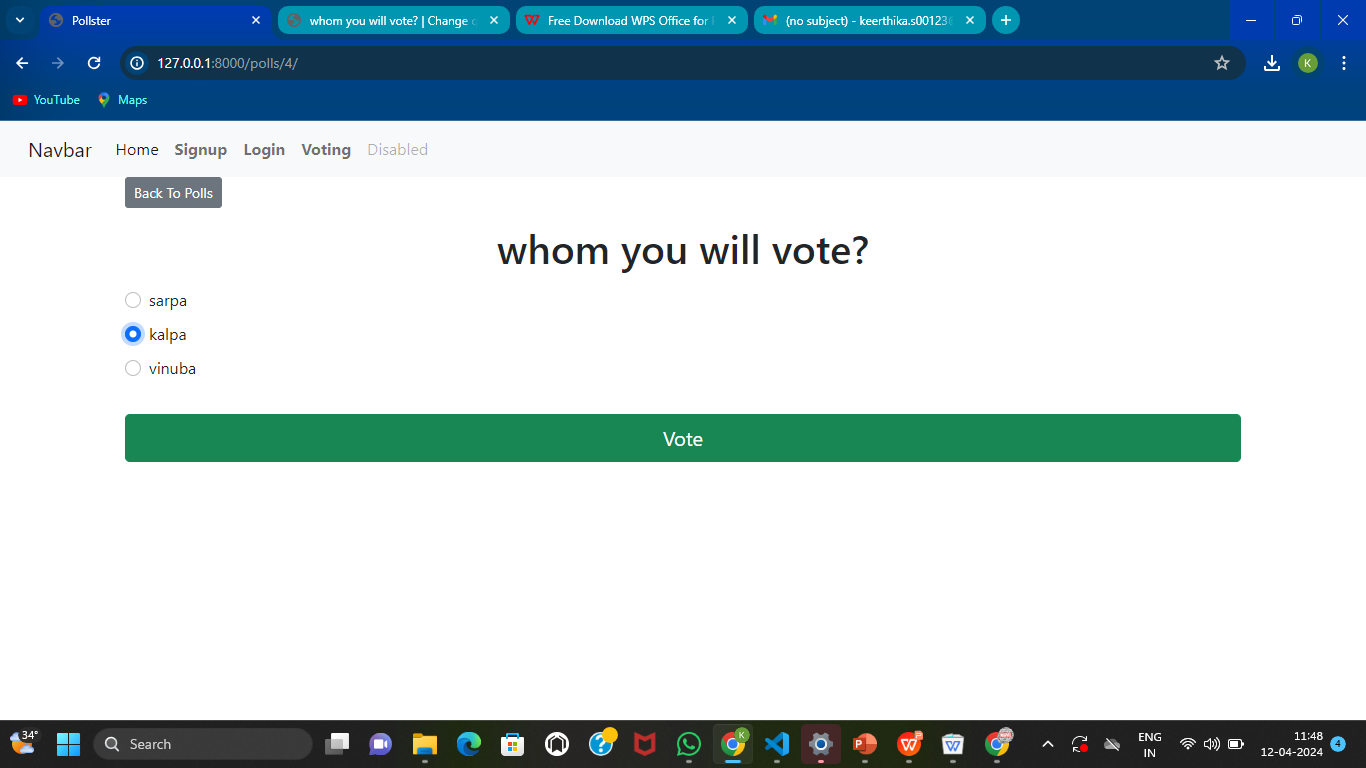 Pollster
whom you will vote? | Change o
Free Download WPS Office for
(no subject) - keerthika.s00123
127.0.0.1:8000/polls/4/
K
YouTube
Maps
Navbar Home Signup Login Voting Disabled
Back To Polls
whom you will vote?
sarpa
kalpa
vinuba
Vote
34°
Search
ENG
IN
11:48
12-04-2024
4